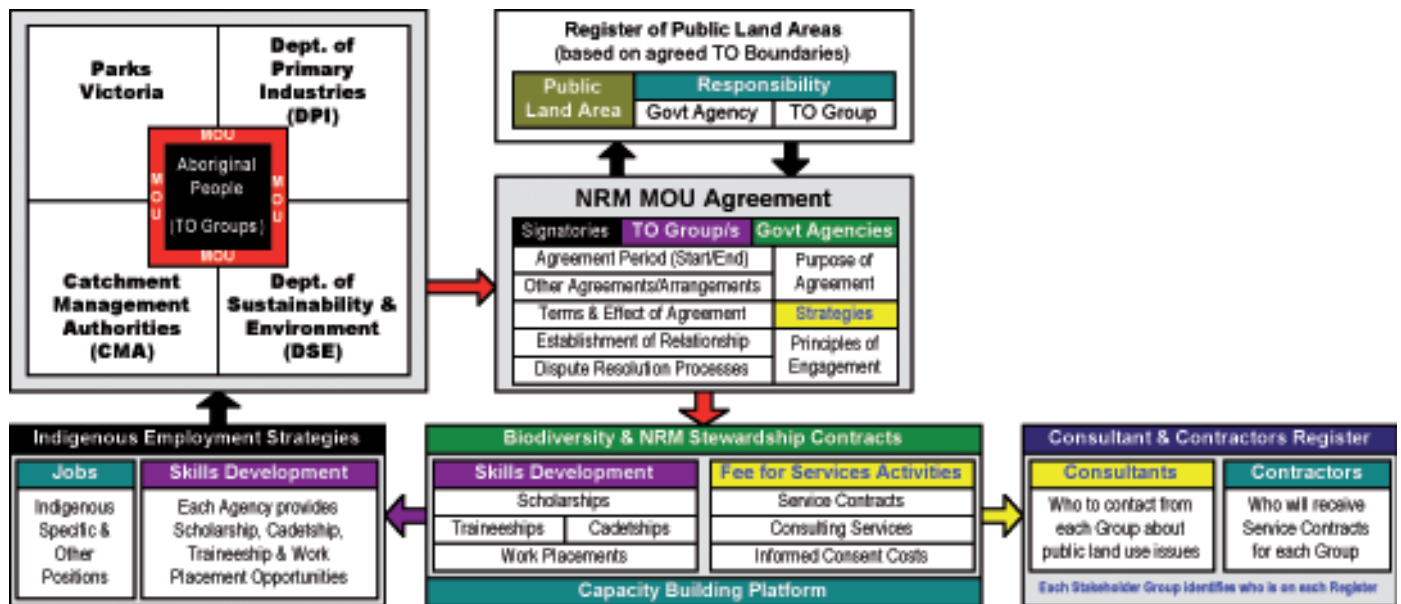 Parks
Victoria
Dept. of
Primary
Industries
(DPI)
MOU
MOU
Aboriginal
People
(TO Groups)
MOU
MOU
Catchment
Management
Authorities
(CMA)
Dept. of
Sustainability &
Environment
(DSE)
Register of Public Land Areas
(based on agreed TO Boundaries)
Public
Land Area
Responsibility
Govt Agency
TO Group
NRM MOU Agreement
Signatories
TO Group/s
Govt Agencies
Agreement Period (Start/End)
Other Agreements/Arrangements
Terms & Effect of Agreement
Establishment of Relationship
Dispute Resolution Processes
Purpose of
Agreement
Strategies
Principles of
Engagement
Indigenous Employment Strategies
Jobs
Indigenous
Specific &
Other
Positions
Skills Development
Each Agency provides
Scholarship, Cadetship,
Traineeship & Work
Placement Opportunities
Biodiversity & NRM Stewardship Contracts
Skills Development
Scholarships
Traineeships
Cadetships
Work Placements
Fee for Services Activities
Service Contracts
Consulting Services
Informed Consent Costs
Capacity Building Platform
Consultant & Contractors Register
Consultants
Who to contact from
each Group about
public land use issues
Contractors
Who will receive
Service Contracts
for each Group
Each Stakeholder Group identifies who is on each Register